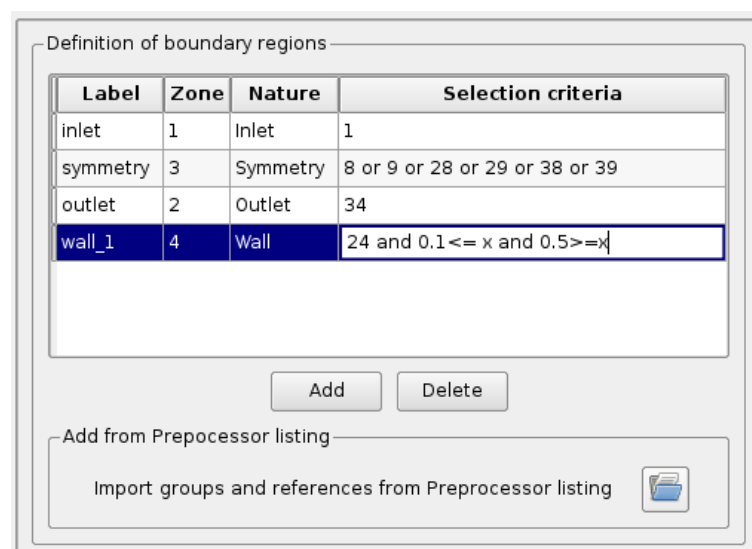 Definition of boundary regions
Label Zone Nature Selection criteria
inlet 1 Inlet 1
symmetry 3 Symmetry 8 or 9 or 28 or 29 or 38 or 39
outlet 2 Outlet 34
wall_1 4 Wall 24 and 0.1<= x and 0.5>=x
Add Delete
Add from Prepocessor listing
Import groups and references from Preprocessor listing